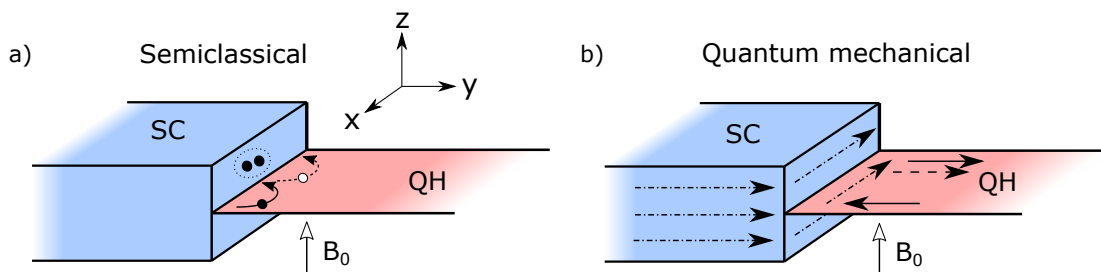 a)
Semiclassical
z
y
x
SC
QH
B₀
b)
Quantum mechanical
SC
QH
B₀